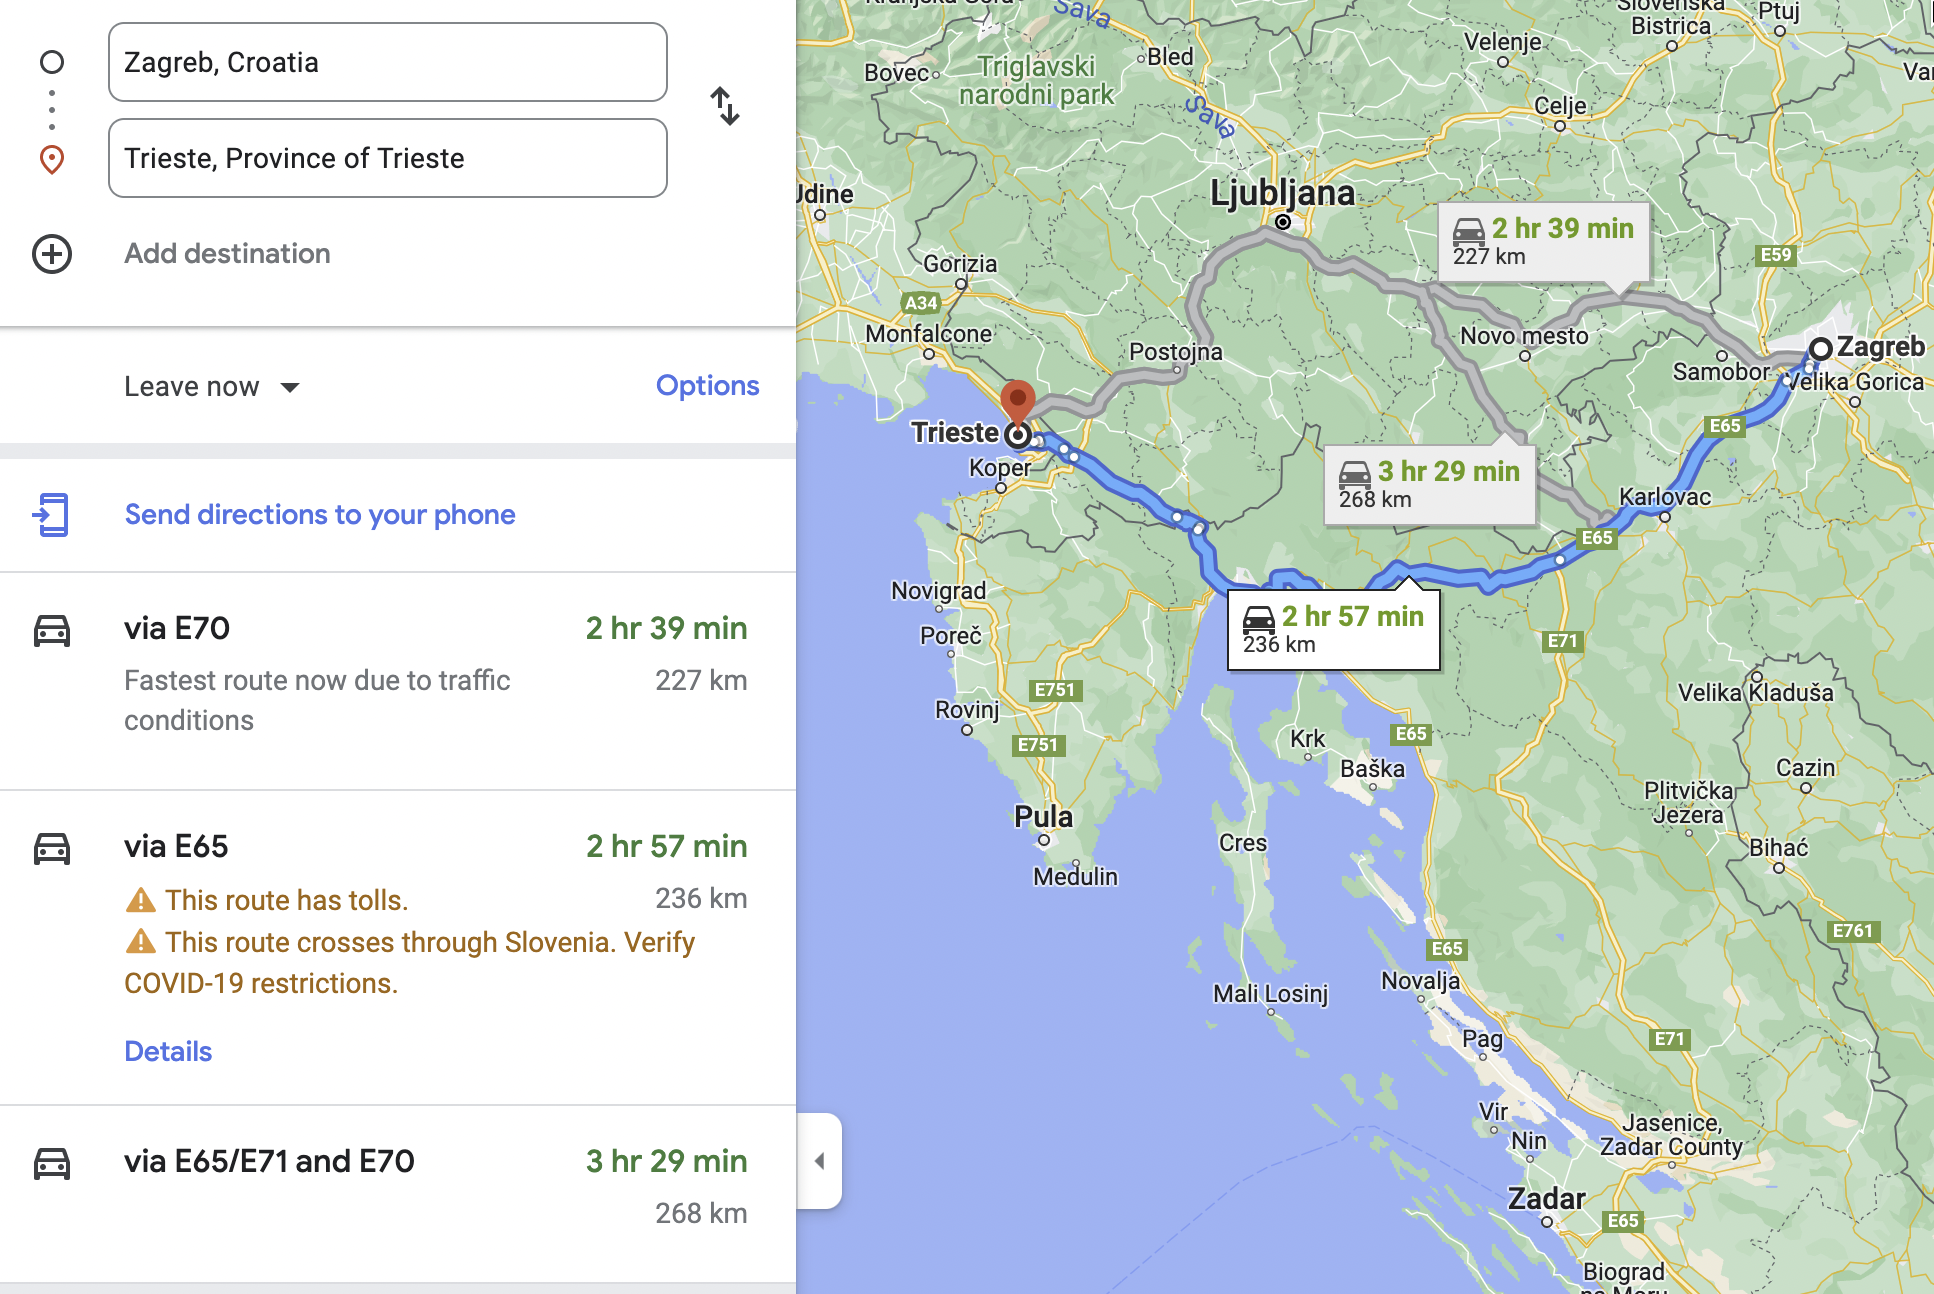 Zagreb, Croatia
Trieste, Province of Trieste
Add destination
Leave now
Options
Send directions to your phone
via E70
2 hr 39 min
Fastest route now due to traffic
conditions
227 km
via E65
2 hr 57 min
This route has tolls.
236 km
This route crosses through Slovenia. Verify
COVID-19 restrictions.
Details
via E65/E71 and E70
3 hr 29 min
268 km
Sava
Slovenska
Bistrica
Ptuj
Velenje
Bled
Bovec
Triglavski
narodni park
Sava
Celje
Ljubljana
2 hr 39 min
227 km
E59
Gorizia
A34
Monfalcone
Postojna
Novo mesto
Zagreb
Samobor
Velika Gorica
Trieste
E65
Koper
3 hr 29 min
268 km
Karlovac
E65
Novigrad
Poreč
2 hr 57 min
236 km
E71
E751
Velika Kladuša
Rovinj
E751
Krk
E65
Baška
Cazin
Plitvička
Jezera
Pula
Cres
Bihać
Medulin
E761
E65
Novalja
Mali Losinj
Pag
E71
Vir
Nin
Jasenice,
Zadar County
Zadar
E65
Biograd